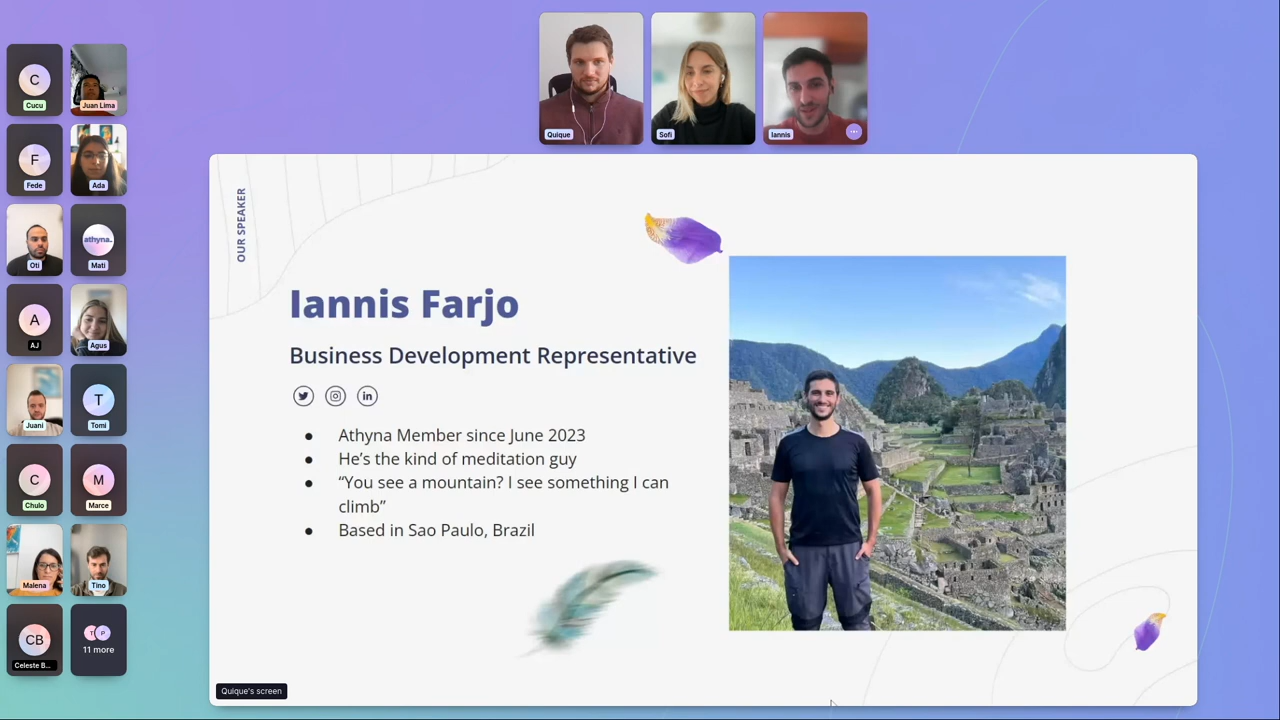 Quique
Sofi
Iannis
Cucu
Juan Lima
Fede
Ada
Oti
athyna.
Mati
A
AJ
Agus
Juani
T
Tomi
C
Chulo
M
Marce
Malena
Tino
CB
Celeste B...
T
P
11 more
C
F
OUR SPEAKER
Iannis Farjo
Business Development Representative
in
● Athyna Member since June 2023
● He’s the kind of meditation guy
● “You see a mountain? I see something I can
climb”
● Based in Sao Paulo, Brazil
Quique's screen